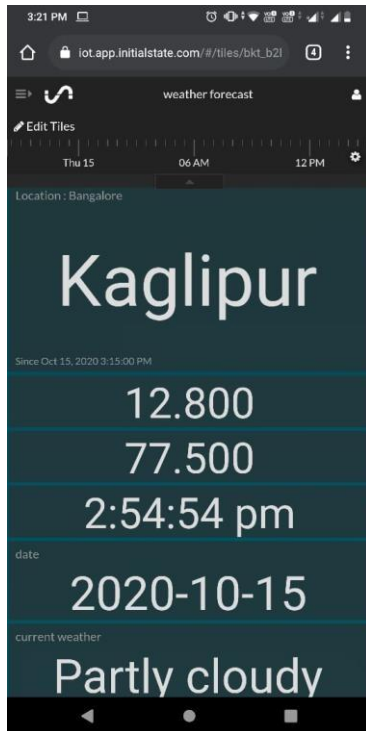 3:21 PM
iot.app.initialstate.com/#/tiles/bkt_b2l
4
weather forecast
Edit Tiles
Thu 15 06 AM 12 PM
Location : Bangalore
Kaglipur
Since Oct 15, 2020 3:15:00 PM
12.800
77.500
2:54:54 pm
date
2020-10-15
current weather
Partly cloudy